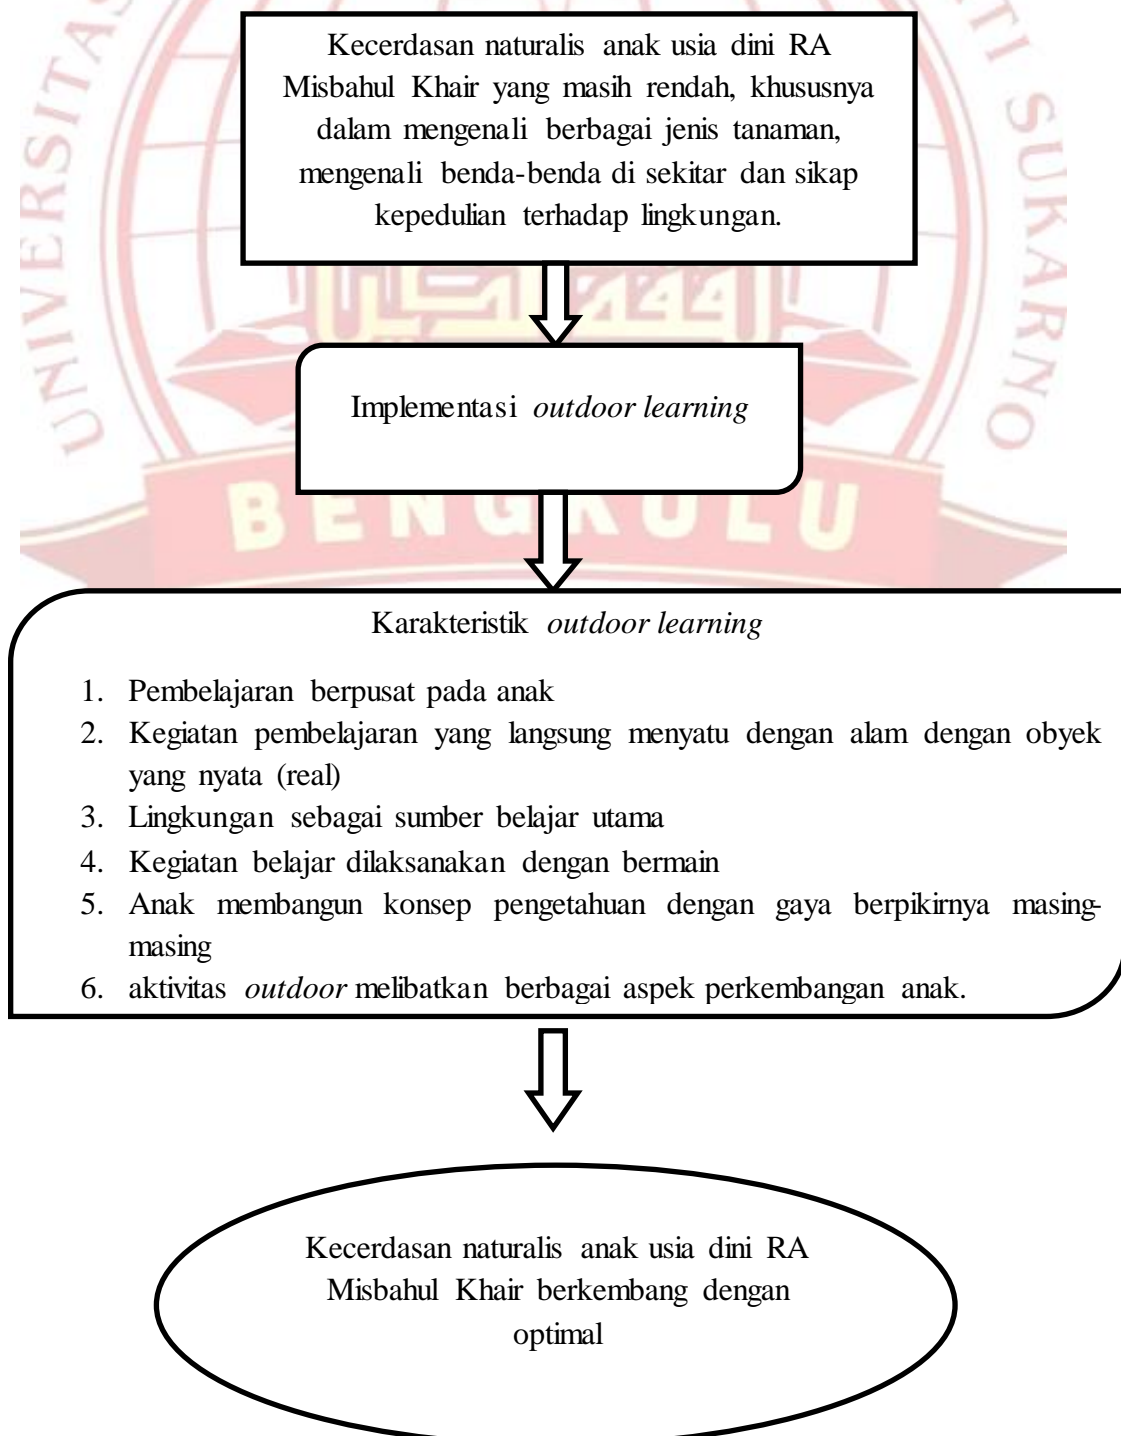 Kecerdasan naturalis anak usia dini RA
Misbahul Khair yang masih rendah, khususnya
dalam mengenali berbagai jenis tanaman,
mengenali benda-benda di sekitar dan sikap
kepedulian terhadap lingkungan.
Implementasi outdoor learning
Karakteristik outdoor learning
1. Pembelajaran berpusat pada anak
2. Kegiatan pembelajaran yang langsung menyatu dengan alam dengan obyek
yang nyata (real)
3. Lingkungan sebagai sumber belajar utama
4. Kegiatan belajar dilaksanakan dengan bermain
5. Anak membangun konsep pengetahuan dengan gaya berpikirnya masing-
masing
6. aktivitas outdoor melibatkan berbagai aspek perkembangan anak.
Kecerdasan naturalis anak usia dini RA
Misbahul Khair berkembang dengan
optimal
SUKARNO
BENGKULU